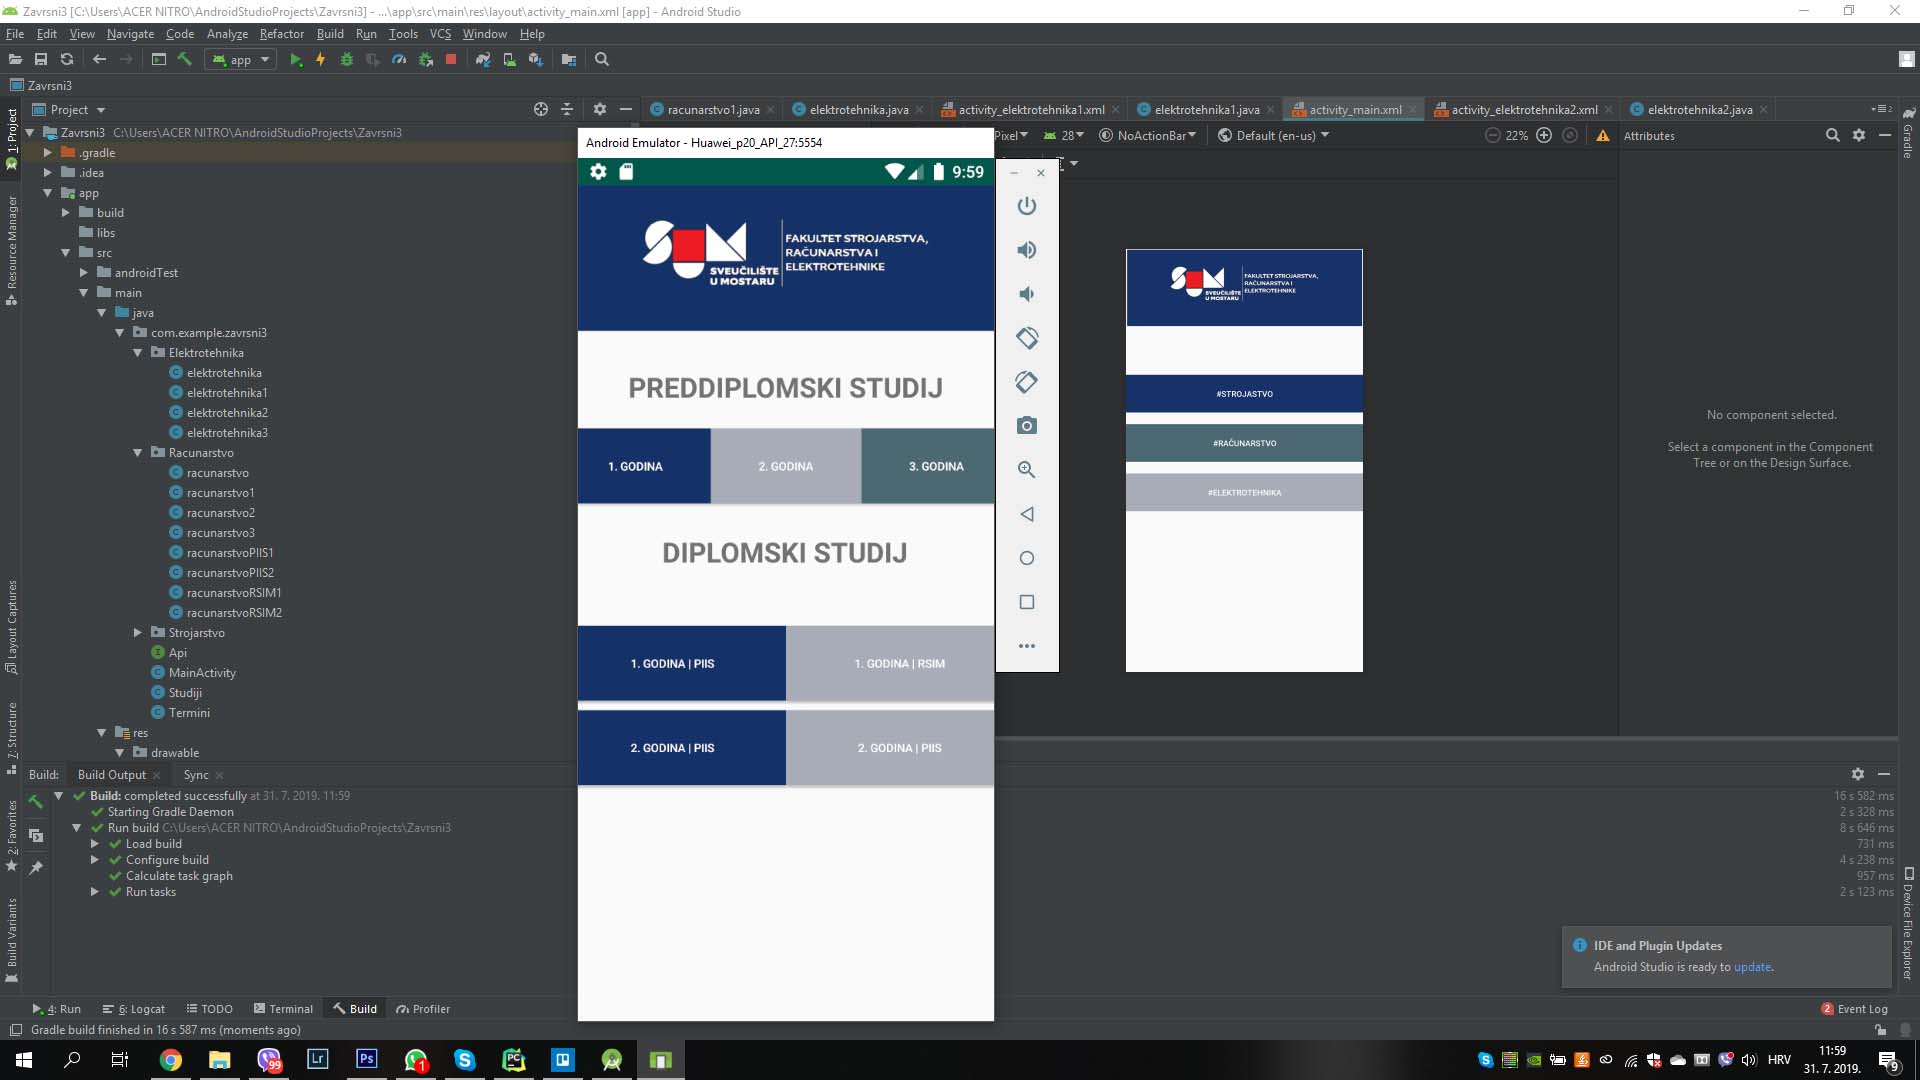 Zavrsni3 [C:\Users\ACER NITRO\AndroidStudioProjects\Zavrsni3] - ...\app\src\main\res\layout\activity_main.xml [app] - Android Studio
File Edit View Navigate Code Analyze Refactor Build Run Tools VCS Window Help
app
Zavrsni3
Project
racunarstvo1.java elektrotehnika.java activity_elektrotehnika1.xml elektrotehnika1.java activity_main.xml activity_elektrotehnika2.xml elektrotehnika2.java
Zavrsni3 C:\Users\ACER NITRO\AndroidStudioProjects\Zavrsni3
.gradle
.idea
app
build
libs
src
androidTest
main
java
com.example.zavrsni3
Elektrotehnika
elektrotehnika
elektrotehnika1
elektrotehnika2
elektrotehnika3
Racunarstvo
racunarstvo
racunarstvo1
racunarstvo2
racunarstvo3
racunarstvoPIIS1
racunarstvoPIIS2
racunarstvoRSIM1
racunarstvoRSIM2
Strojarstvo
Api
MainActivity
Studiji
Termini
res
drawable
1: Project
Resource Manager
Layout Captures
7: Structure
2: Favorites
Build Variants
Android Emulator - Huawei_p20_API_27:5554
9:59
SVEUČILIŠTE
U MOSTARU
FAKULTET STROJARSTVA,
RAČUNARSTVA I
ELEKTROTEHNIKE
PREDDIPLOMSKI STUDIJ
1. GODINA 2. GODINA 3. GODINA
DIPLOMSKI STUDIJ
1. GODINA | PIIS 1. GODINA | RSIM
2. GODINA | PIIS 2. GODINA | PIIS
Pixel 28 NoActionBar Default (en-us) 22%
SVEUČILIŠTE
U MOSTARU
FAKULTET STROJARSTVA,
RAČUNARSTVA I
ELEKTROTEHNIKE
#STROJASTVO
#RAČUNARSTVO
#ELEKTROTEHNIKA
Attributes
No component selected.
Select a component in the Component
Tree or on the Design Surface.
Gradle
Device File Explorer
Build: Build Output Sync
Build: completed successfully at 31. 7. 2019. 11:59 16 s 582 ms
Starting Gradle Daemon 2 s 328 ms
Run build C:\Users\ACER NITRO\AndroidStudioProjects\Zavrsni3 8 s 646 ms
Load build 731 ms
Configure build 4 s 238 ms
Calculate task graph 957 ms
Run tasks 2 s 123 ms
IDE and Plugin Updates
Android Studio is ready to update.
4: Run 6: Logcat TODO Terminal Build Profiler 2 Event Log
Gradle build finished in 16 s 587 ms (moments ago)
99 Lr Ps 1 PC HRV 11:59
31. 7. 2019. 9